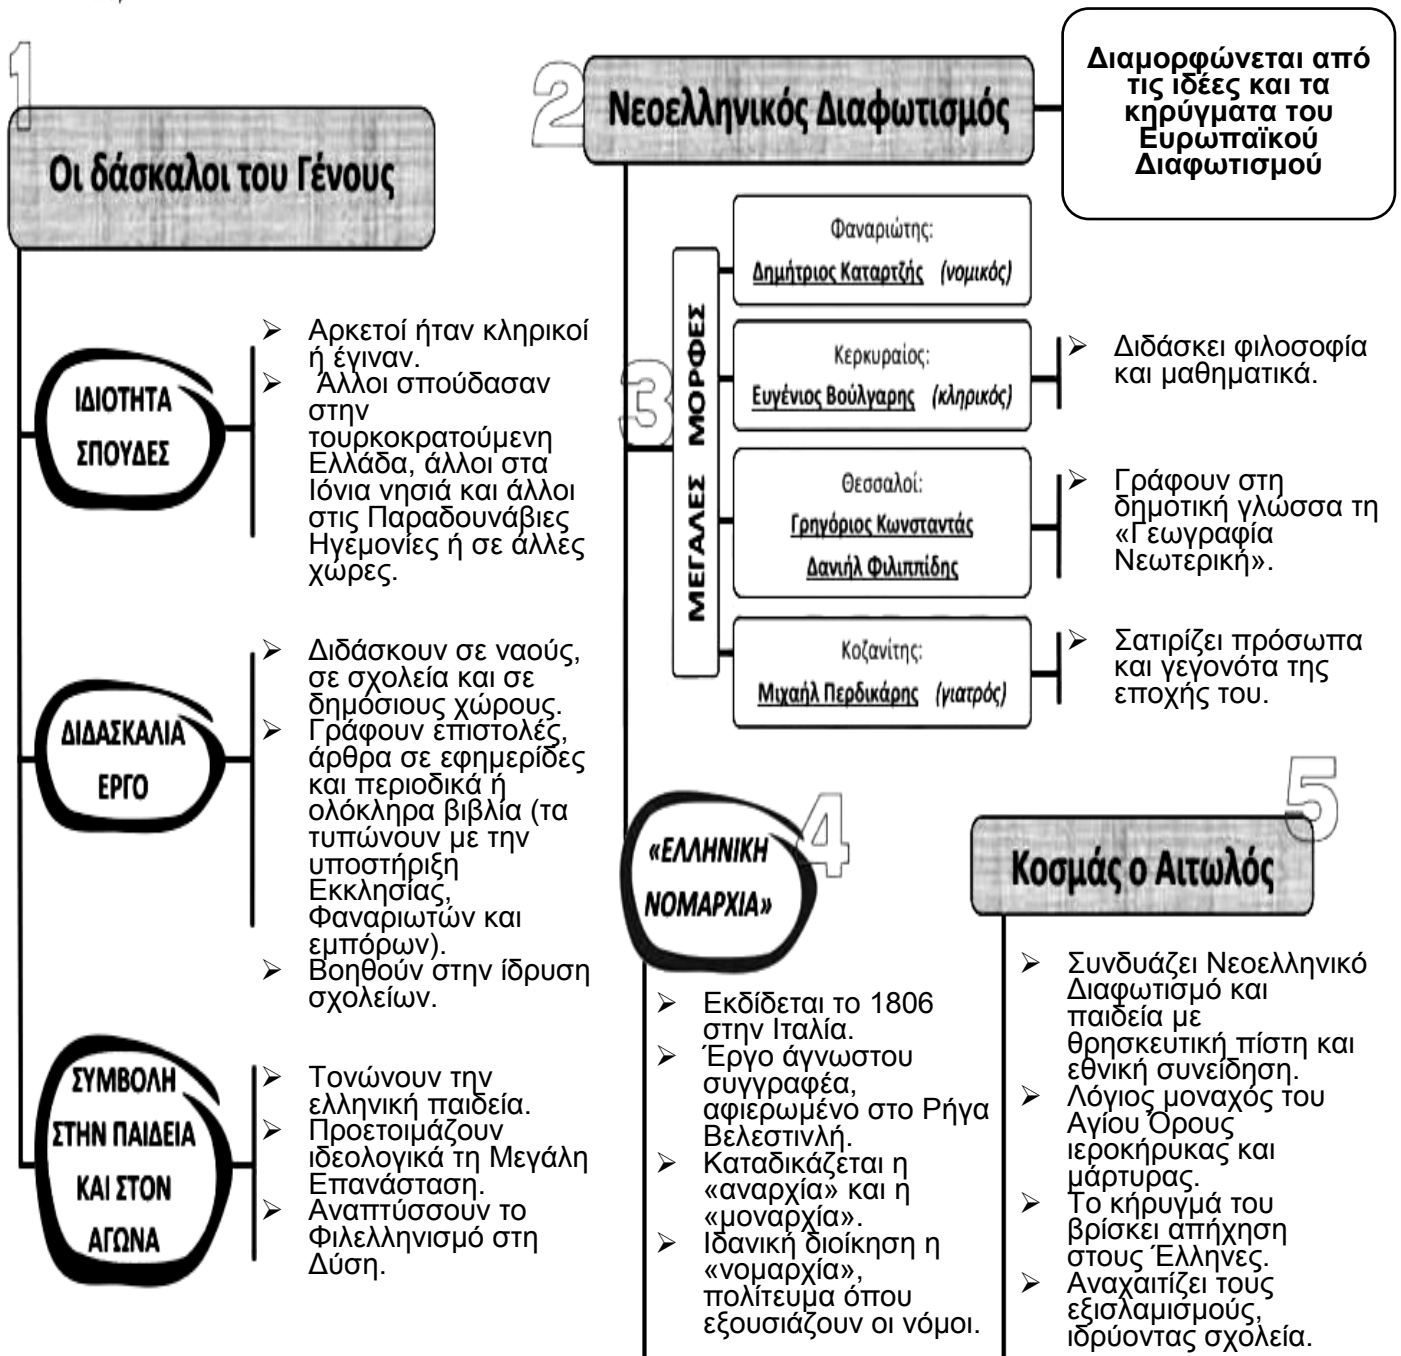 1
Οι δάσκαλοι του Γένους
ΙΔΙΟΤΗΤΑ
ΣΠΟΥΔΕΣ
➢ Αρκετοί ήταν κληρικοί
ή έγιναν.
➢ Άλλοι σπούδασαν
στην
τουρκοκρατούμενη
Ελλάδα, άλλοι στα
Ιόνια νησιά και άλλοι
στις Παραδουνάβιες
Ηγεμονίες ή σε άλλες
χώρες.
ΔΙΔΑΣΚΑΛΙΑ
ΕΡΓΟ
➢ Διδάσκουν σε ναούς,
σε σχολεία και σε
δημόσιους χώρους.
➢ Γράφουν επιστολές,
άρθρα σε εφημερίδες
και περιοδικά ή
ολόκληρα βιβλία (τα
τυπώνουν με την
υποστήριξη
Εκκλησίας,
Φαναριωτών και
εμπόρων).
➢ Βοηθούν στην ίδρυση
σχολείων.
ΣΥΜΒΟΛΗ
ΣΤΗΝ ΠΑΙΔΕΙΑ
ΚΑΙ ΣΤΟΝ
ΑΓΩΝΑ
➢ Τονώνουν την
ελληνική παιδεία.
➢ Προετοιμάζουν
ιδεολογικά τη Μεγάλη
Επανάσταση.
➢ Αναπτύσσουν το
Φιλελληνισμό στη
Δύση.
2
Νεοελληνικός Διαφωτισμός
Διαμορφώνεται από
τις ιδέες και τα
κηρύγματα του
Ευρωπαϊκού
Διαφωτισμού
3
ΜΕΓΑΛΕΣ ΜΟΡΦΕΣ
Φαναριώτης:
Δημήτριος Καταρτζής (νομικός)
Κερκυραίος:
Ευγένιος Βούλγαρης (κληρικός)
➢ Διδάσκει φιλοσοφία
και μαθηματικά.
Θεσσαλοί:
Γρηγόριος Κωνσταντάς
Δανιήλ Φιλιππίδης
➢ Γράφουν στη
δημοτική γλώσσα τη
«Γεωγραφία
Νεωτερική».
Κοζανίτης:
Μιχαήλ Περδικάρης (γιατρός)
➢ Σατιρίζει πρόσωπα
και γεγονότα της
εποχής του.
4
«ΕΛΛΗΝΙΚΗ
ΝΟΜΑΡΧΙΑ»
➢ Εκδίδεται το 1806
στην Ιταλία.
➢ Έργο άγνωστου
συγγραφέα,
αφιερωμένο στο Ρήγα
Βελεστινλή.
➢ Καταδικάζεται η
«αναρχία» και η
«μοναρχία».
➢ Ιδανική διοίκηση η
«νομαρχία»,
πολίτευμα όπου
εξουσιάζουν οι νόμοι.
5
Κοσμάς ο Αιτωλός
➢ Συνδυάζει Νεοελληνικό
Διαφωτισμό και
παιδεία με
θρησκευτική πίστη και
εθνική συνείδηση.
➢ Λόγιος μοναχός του
Αγίου Όρους
ιεροκήρυκας και
μάρτυρας.
➢ Το κήρυγμά του
βρίσκει απήχηση
στους Έλληνες.
➢ Αναχαιτίζει τους
εξισλαμισμούς,
ιδρύοντας σχολεία.